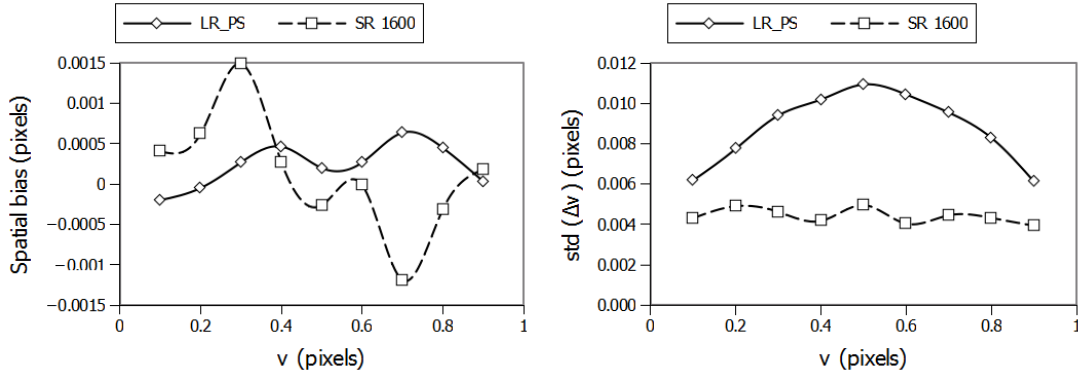 LR_PS SR 1600
Spatial bias (pixels)
0.0015
0.001
0.0005
0
−0.0005
−0.001
−0.0015
0 0.2 0.4 0.6 0.8 1
v (pixels)
LR_PS SR 1600
std (Δv) (pixels)
0.012
0.010
0.008
0.006
0.004
0.002
0.000
0 0.2 0.4 0.6 0.8 1
v (pixels)